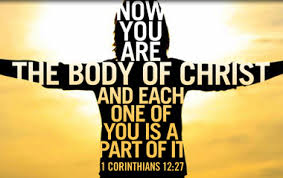 NOW
YOU
ARE
THE BODY OF CHRIST
AND EACH
ONE OF
YOU IS A
PART OF IT
1 CORINTHIANS 12:27